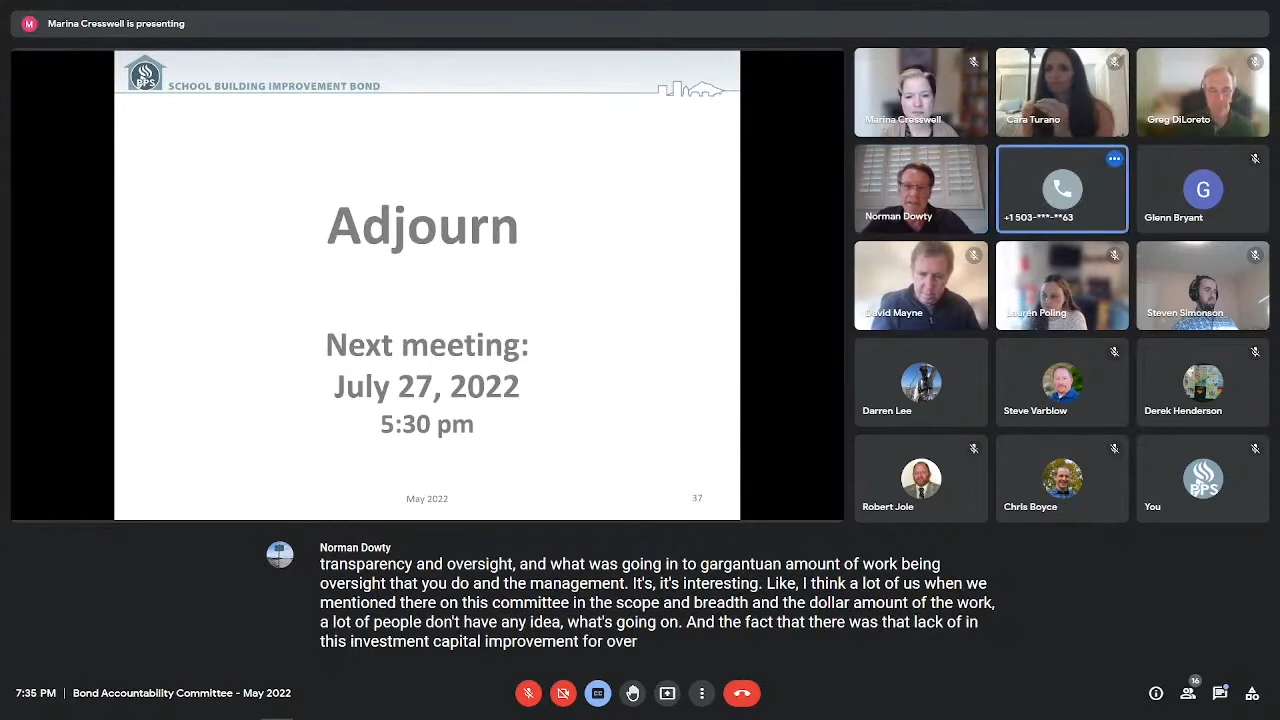 M Marina Cresswell is presenting
PPS
SCHOOL BUILDING IMPROVEMENT BOND
Adjourn
Next meeting:
July 27, 2022
5:30 pm
May 2022
37
Marina Cresswell
Cara Turano
Greg DiLoreto
Norman Dowty
+1 503-***-**63
G
Glenn Bryant
David Mayne
Lauren Poling
Steven Simonson
Darren Lee
Steve Varblow
Derek Henderson
Robert Jole
Chris Boyce
PPS
You
Norman Dowty
transparency and oversight, and what was going in to gargantuan amount of work being
oversight that you do and the management. It's, it's interesting. Like, I think a lot of us when we
mentioned there on this committee in the scope and breadth and the dollar amount of the work,
a lot of people don't have any idea, what's going on. And the fact that there was that lack of in
this investment capital improvement for over
7:35 PM | Bond Accountability Committee - May 2022
CC
16